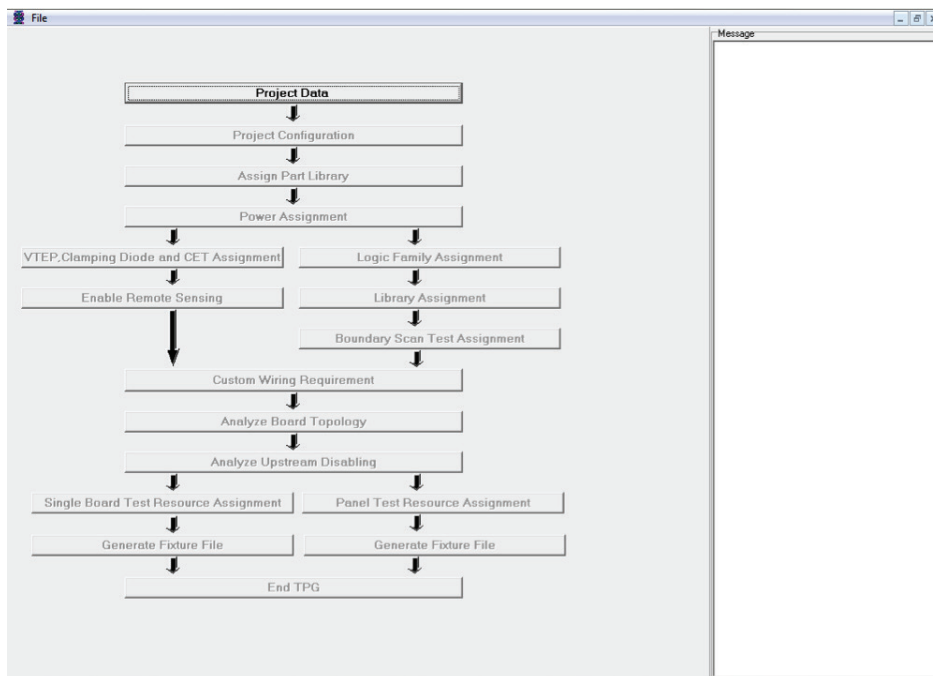 File
Message
Project Data
Project Configuration
Assign Part Library
Power Assignment
VTEP,Clamping Diode and CET Assignment
Logic Family Assignment
Enable Remote Sensing
Library Assignment
Boundary Scan Test Assignment
Custom Wiring Requirement
Analyze Board Topology
Analyze Upstream Disabling
Single Board Test Resource Assignment
Panel Test Resource Assignment
Generate Fixture File
Generate Fixture File
End TPG